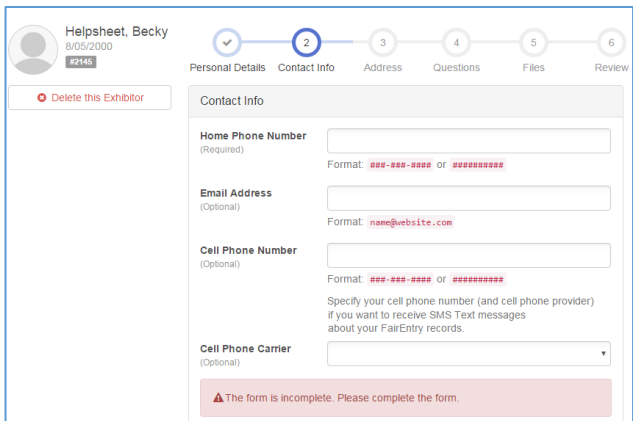 Helpsheet, Becky
8/05/2000
#2145
Delete this Exhibitor
2
3
4
5
6
Personal Details
Contact Info
Address
Questions
Files
Review
Contact Info
Home Phone Number
(Required)
Format: ###-###-#### or ##########
Email Address
(Optional)
Format: name@website.com
Cell Phone Number
(Optional)
Format: ###-###-#### or ##########
Specify your cell phone number (and cell phone provider)
if you want to receive SMS Text messages
about your FairEntry records.
Cell Phone Carrier
(Optional)
The form is incomplete. Please complete the form.